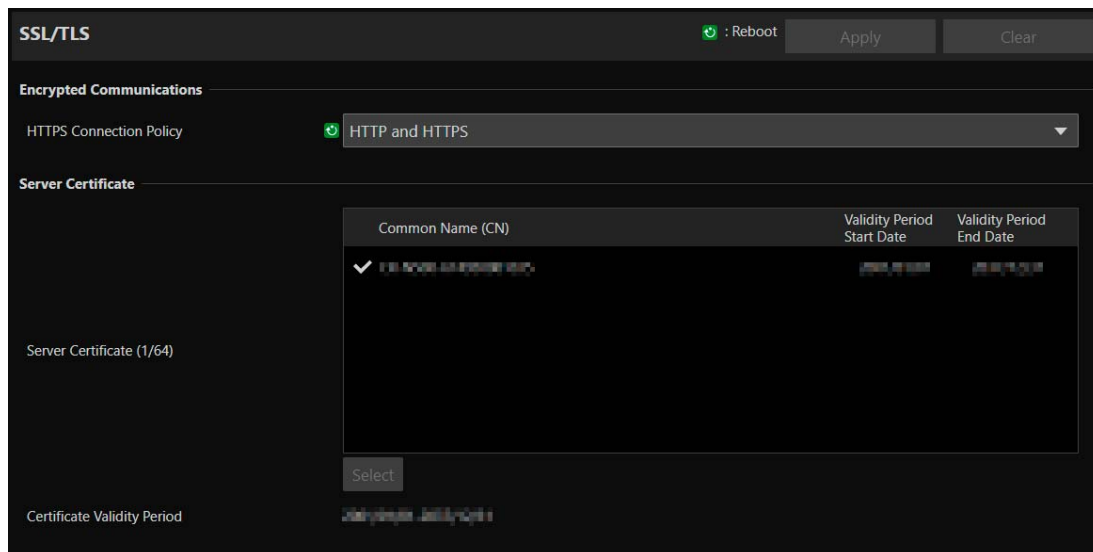 SSL/TLS
: Reboot
Apply
Clear
Encrypted Communications
HTTPS Connection Policy
HTTP and HTTPS
Server Certificate
Common Name (CN)
Validity Period
Start Date
Validity Period
End Date
Server Certificate (1/64)
Select
Certificate Validity Period